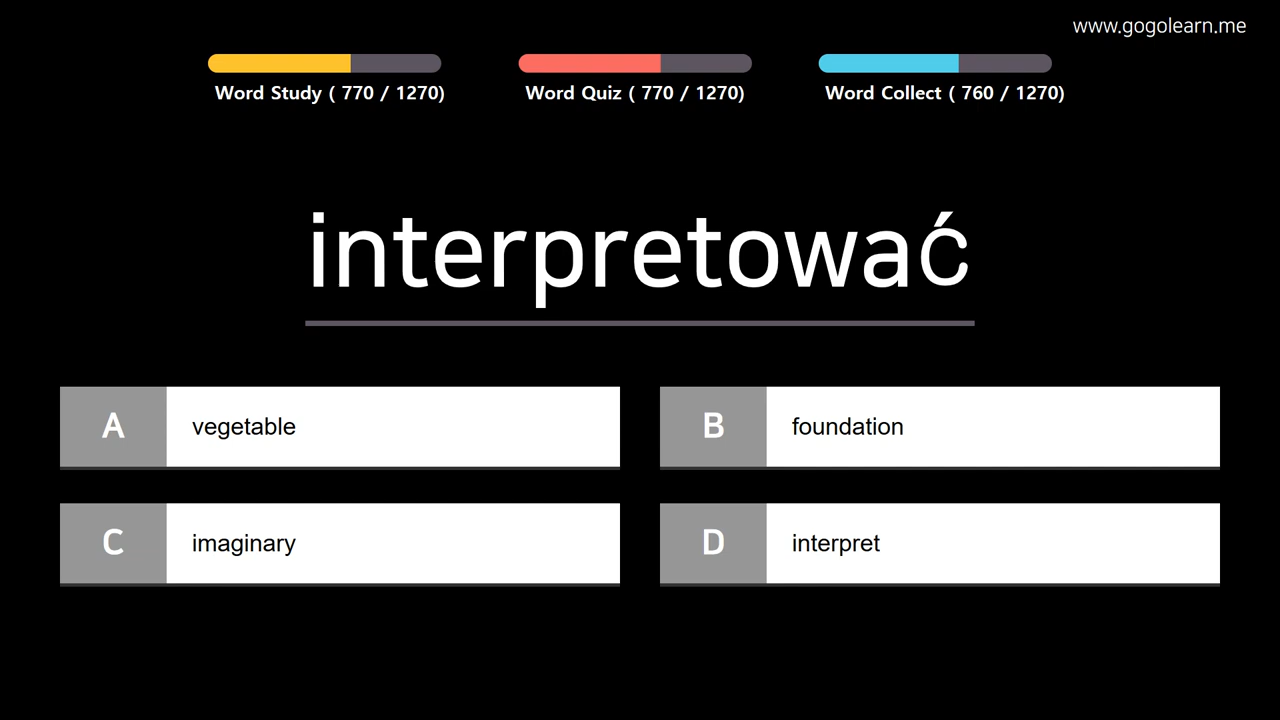 www.gogolearn.me
Word Study ( 770 / 1270)
Word Quiz ( 770 / 1270)
Word Collect ( 760 / 1270)
interpretować
A vegetable
B foundation
C imaginary
D interpret